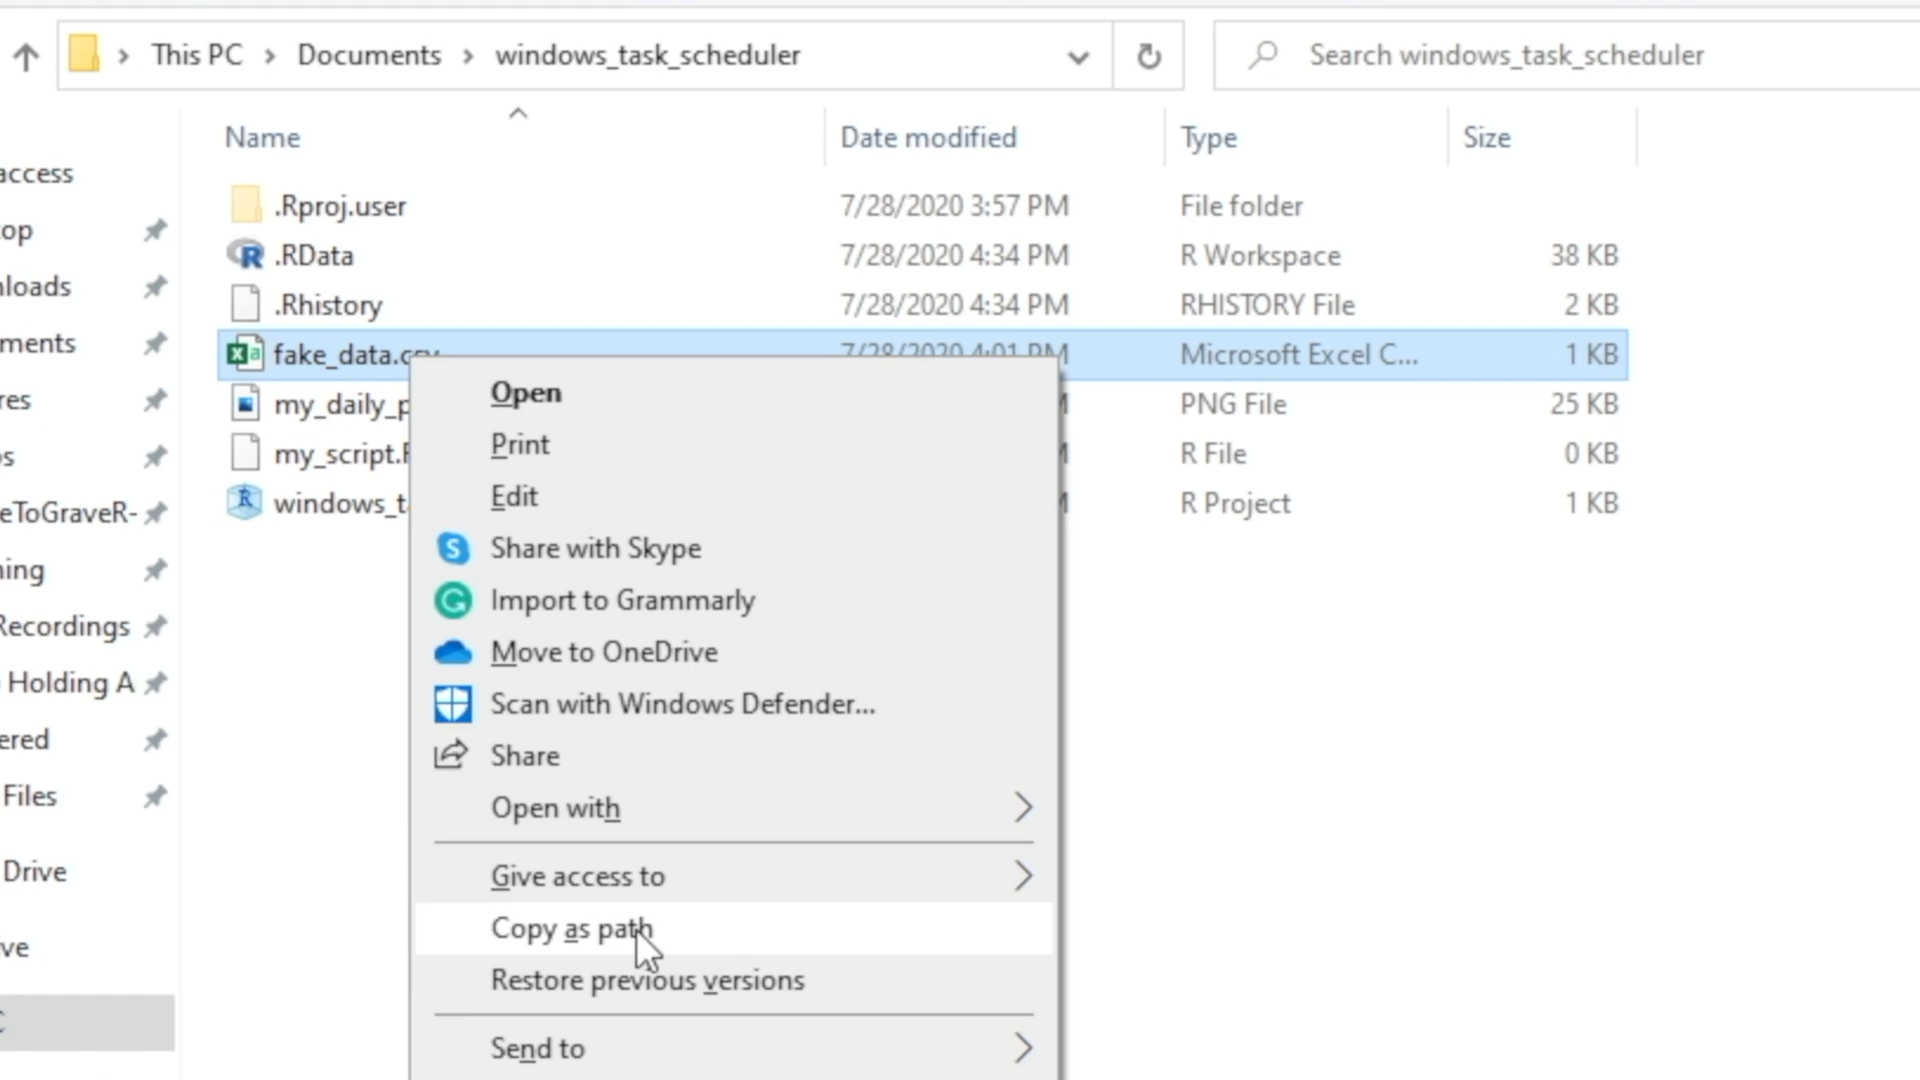 This PC > Documents > windows_task_scheduler
Search windows_task_scheduler
Name Date modified Type Size
.Rproj.user 7/28/2020 3:57 PM File folder
.RData 7/28/2020 4:34 PM R Workspace 38 KB
.Rhistory 7/28/2020 4:34 PM RHISTORY File 2 KB
fake_data.csv 7/28/2020 4:01 PM Microsoft Excel C... 1 KB
my_daily_p PNG File 25 KB
my_script.R R File 0 KB
windows_ta R Project 1 KB
access
op
loads
ments
res
s
eToGraveR-
ning
Recordings
Holding A
ered
Files
Drive
ve
Open
Print
Edit
Share with Skype
Import to Grammarly
Move to OneDrive
Scan with Windows Defender...
Share
Open with
Give access to
Copy as path
Restore previous versions
Send to